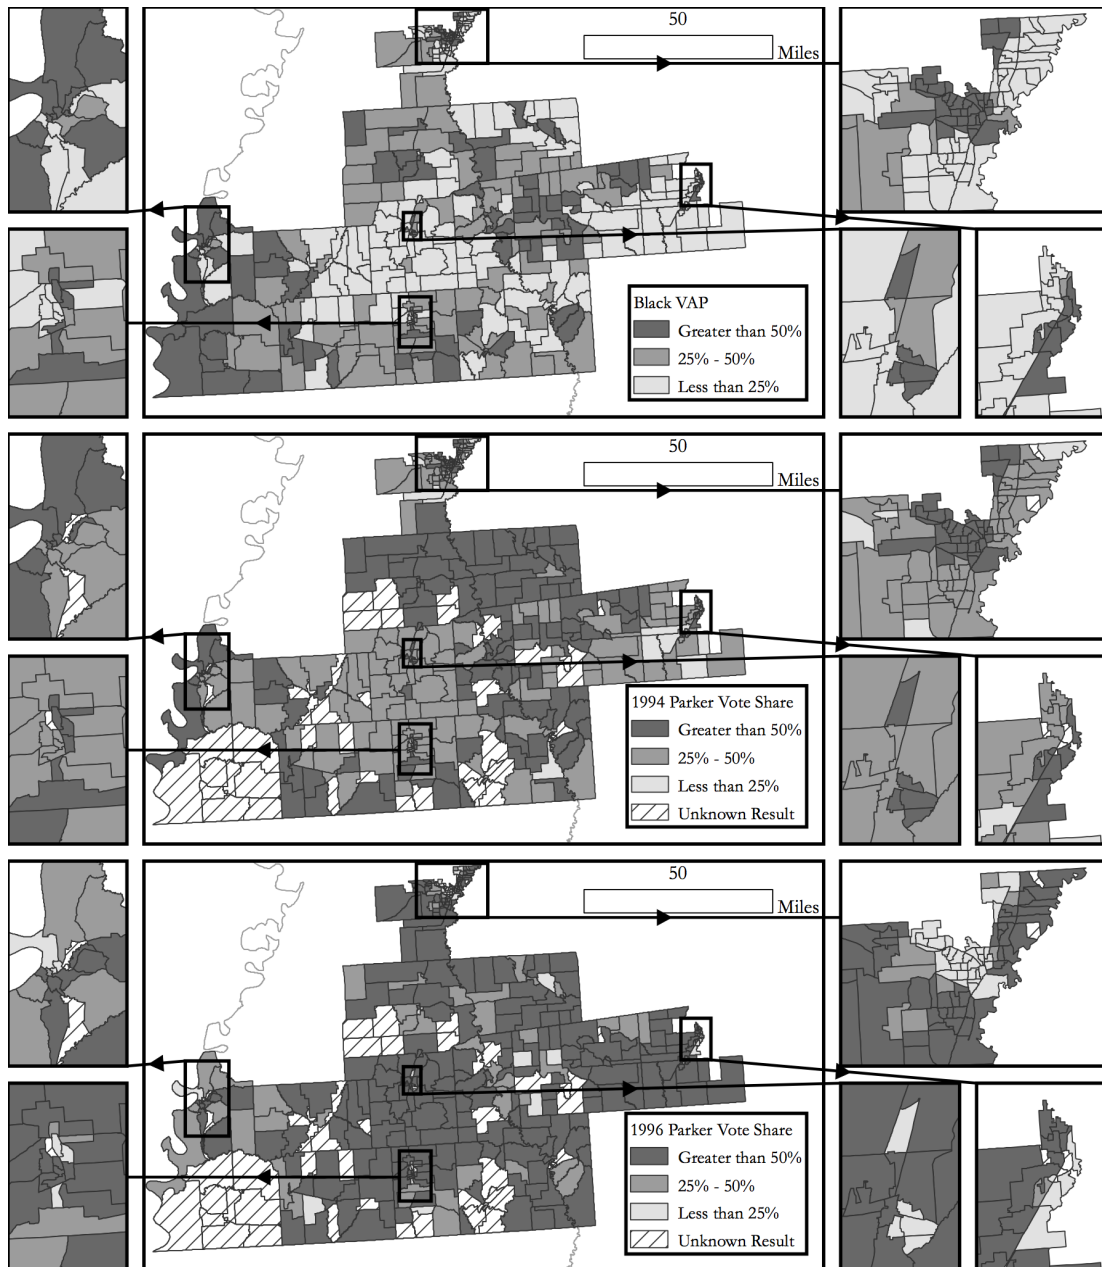 50
Miles
Black VAP
Greater than 50%
25% - 50%
Less than 25%
50
Miles
1994 Parker Vote Share
Greater than 50%
25% - 50%
Less than 25%
Unknown Result
50
Miles
1996 Parker Vote Share
Greater than 50%
25% - 50%
Less than 25%
Unknown Result